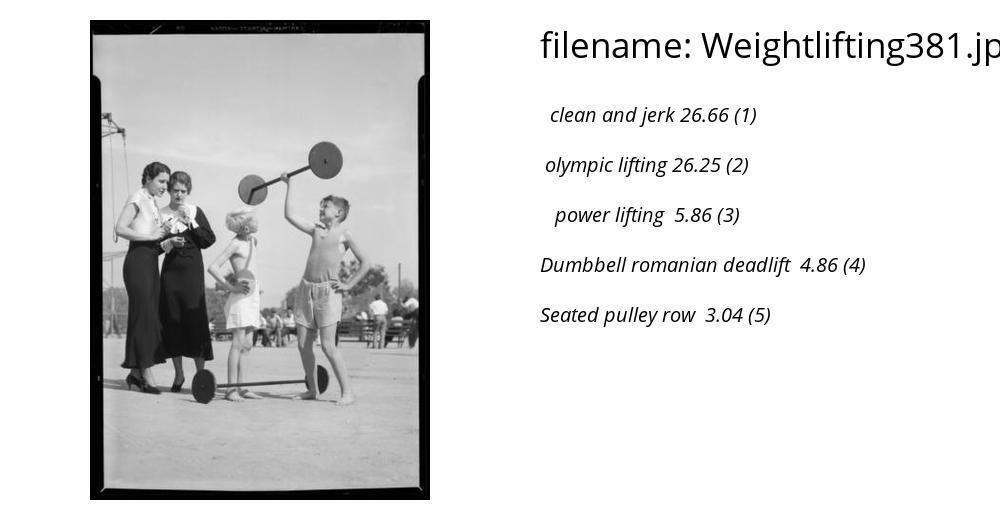 filename: Weightlifting381.jp
clean and jerk 26.66 (1)
olympic lifting 26.25 (2)
power lifting 5.86 (3)
Dumbbell romanian deadlift 4.86 (4)
Seated pulley row 3.04 (5)